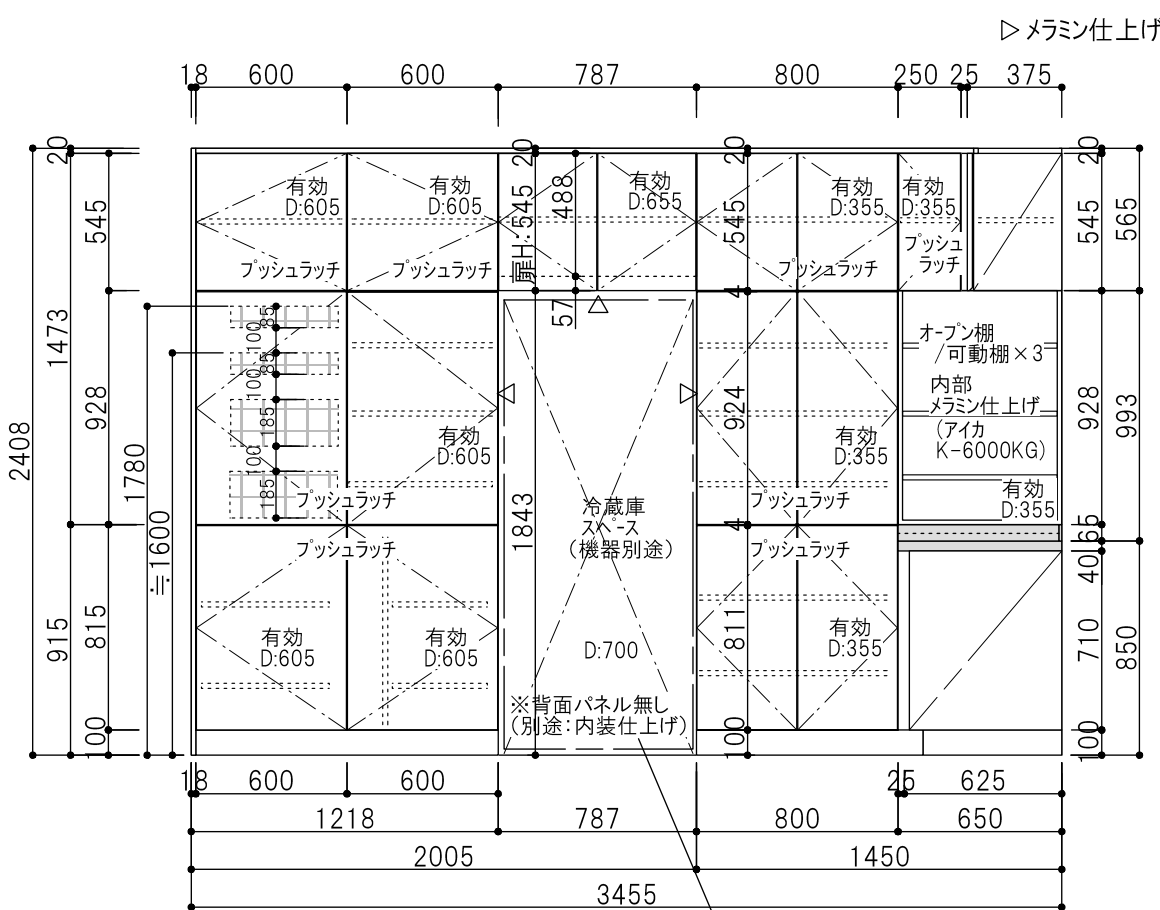 ▷メラミン仕上げ
18 600 600 787 800 250 25 375
20
545
1473
928
2408
1780
≒1600
915
815
100
有効
D:605
プッシュラッチ
有効
D:605
プッシュラッチ
20
扉H:545
488
57
有効
D:655
20
545
4
有効
D:355
プッシュラッチ
有効
D:355
プッシュ
ラッチ
545
565
85
100
85
100
185
100
185
プッシュラッチ
有効
D:605
1843
冷蔵庫
スペース
(機器別途)
D:700
※背面パネル無し
(別途:内装仕上げ)
924
4
有効
D:355
プッシュラッチ
プッシュラッチ
オープン棚
/可動棚×3
内部
メラミン仕上げ
(アイカ
K-6000KG)
有効
D:355
928
993
65
40
有効
D:605
有効
D:605
811
100
有効
D:355
710
850
100
18 600 600 25 625
1218 787 800 650
2005 1450
3455